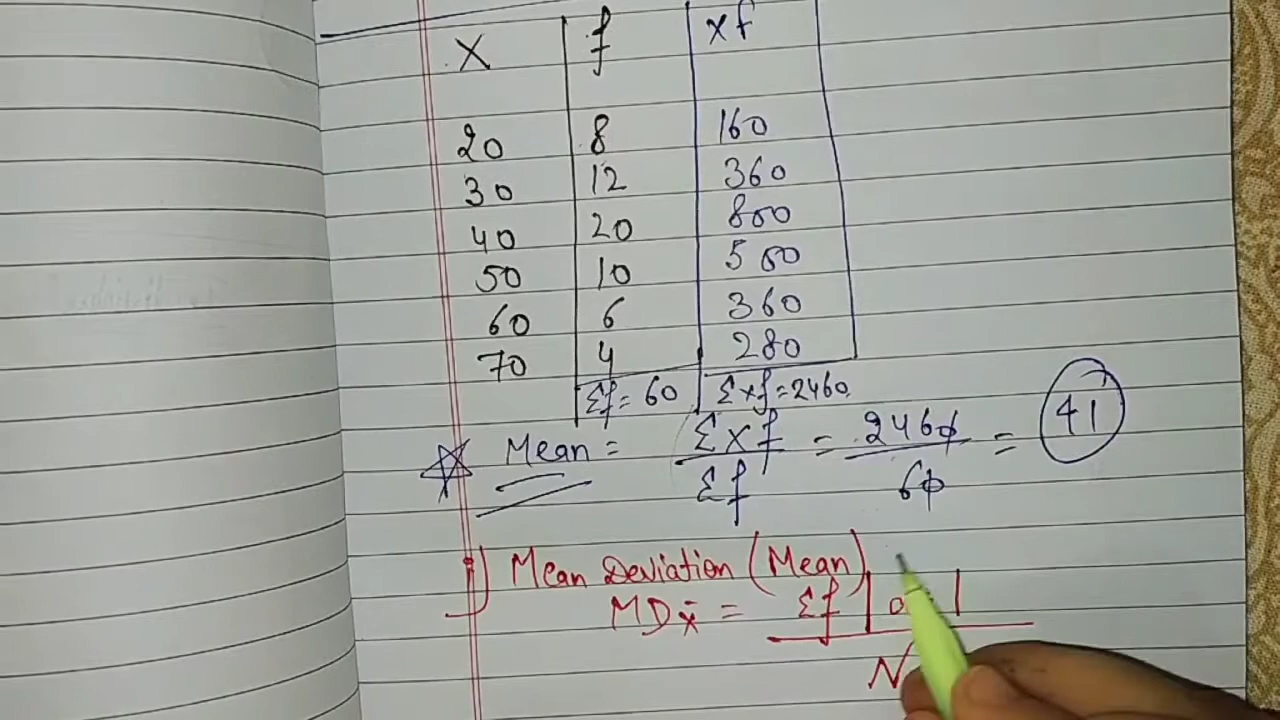 X f xf
20 8 160
30 12 360
40 20 800
50 10 500
60 6 360
70 4 280
Σf = 60 Σxf = 2460
Mean = Σxf / Σf = 2460 / 60 = 41
Mean Deviation (Mean)
MDx̄ = Σf |d| / N